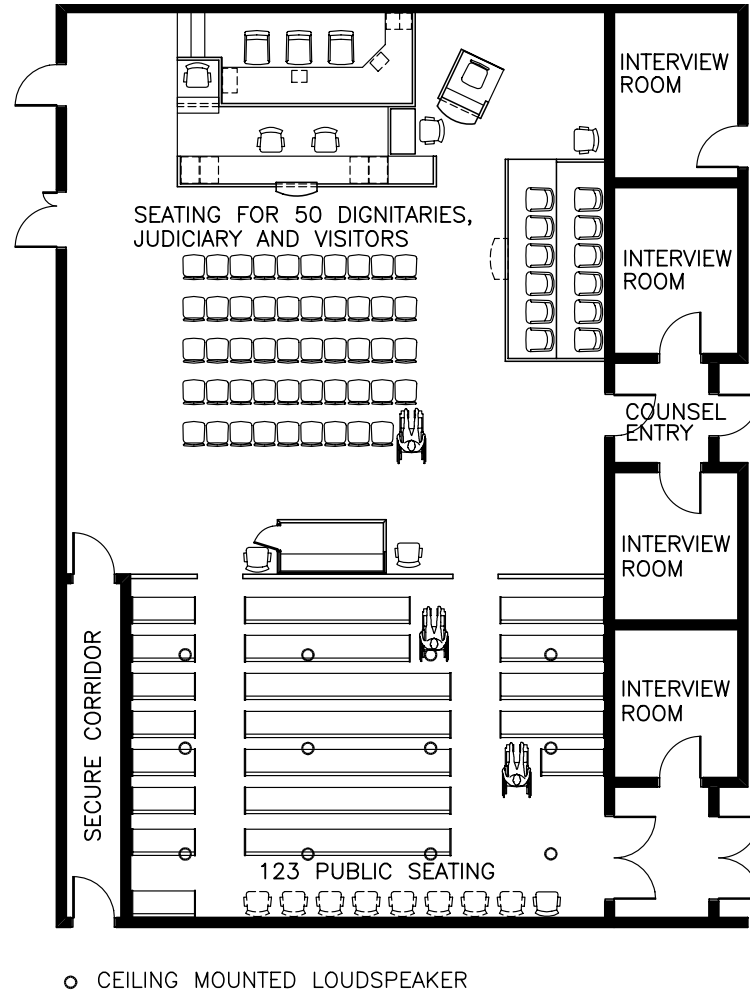 INTERVIEW
ROOM
SEATING FOR 50 DIGNITARIES,
JUDICIARY AND VISITORS
INTERVIEW
ROOM
COUNSEL
ENTRY
INTERVIEW
ROOM
SECURE CORRIDOR
INTERVIEW
ROOM
123 PUBLIC SEATING
CEILING MOUNTED LOUDSPEAKER